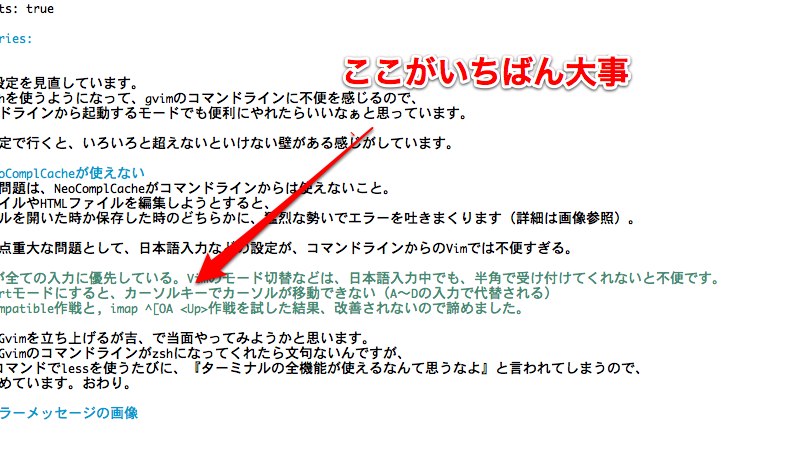 ts: true
ries:
ここがいちばん大事
設定を見直しています。
hを使うようになって、gvimのコマンドラインに不便を感じるので、
ドラインから起動するモードでも便利にやれたらいいなぁと思っています。
定で行くと、いろいろと超えないといけない壁がある感じがしています。
oComplCacheが使えない
問題は、NeoComplCacheがコマンドラインからは使えないこと。
イルやHTMLファイルを編集しようとすると、
ルを開いた時か保存した時のどちらかに、猛烈な勢いでエラーを吐きまくります（詳細は画像参照）。
点重大な問題として、日本語入力などの設定が、コマンドラインからのVimでは不便すぎる。
が全ての入力に優先している。Vimのモード切替などは、日本語入力中でも、半角で受け付けてくれないと不便です。
rtモードにすると、カーソルキーでカーソルが移動できない（A〜Dの入力で代替される）
mpatible作戦と, imap ^[OA <Up>作戦を試した結果、改善されないので諦めました。
Gvimを立ち上げるが吉、で当面やってみようかと思います。
Gvimのコマンドラインがzshになってくれたら文句ないんですが、
コマンドでlessを使うたびに、『ターミナルの全機能が使えるなんて思うなよ』と言われてしまうので、
めています。おわり。
ラーメッセージの画像